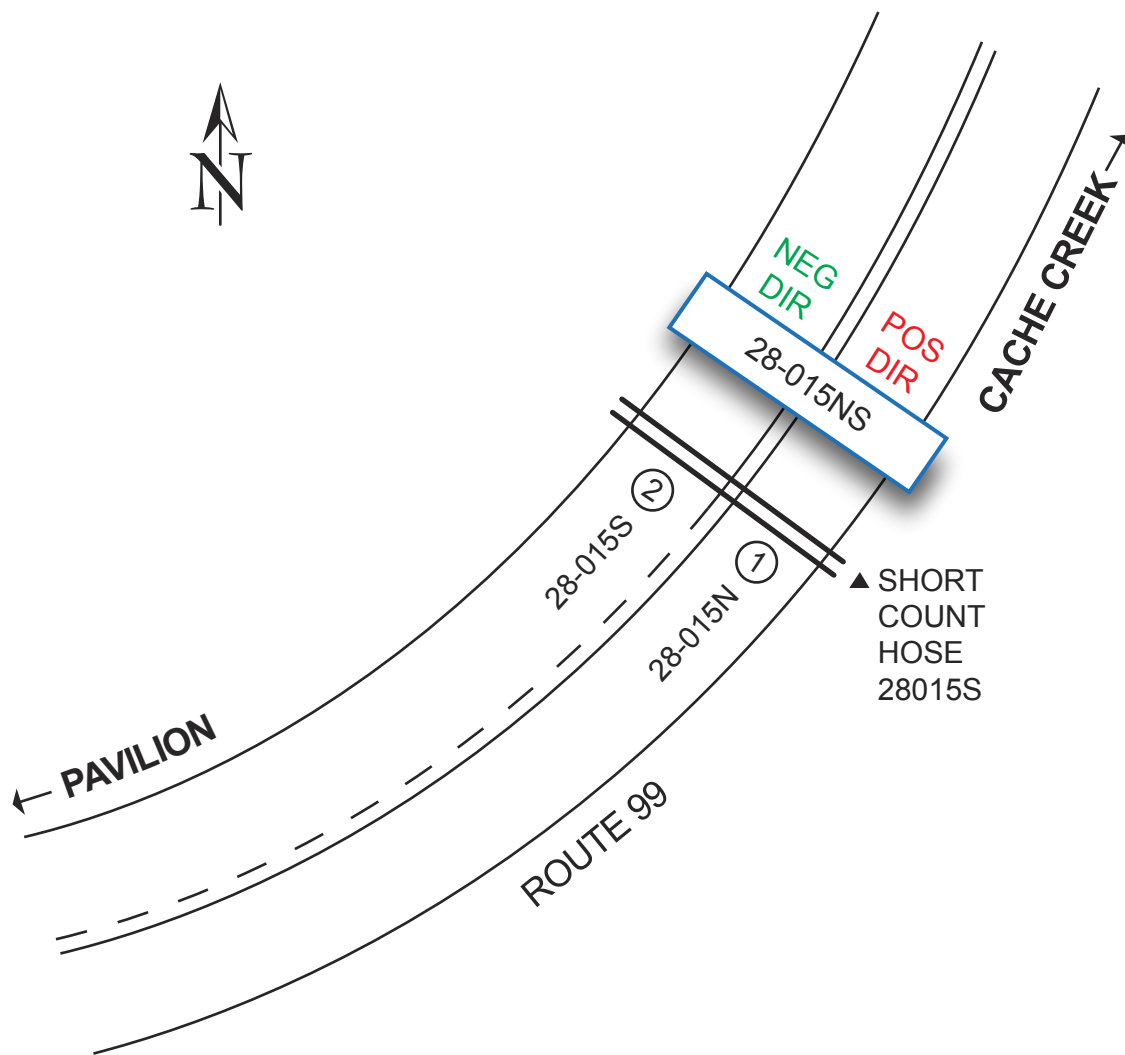 N
NEG
DIR
POS
DIR
28-015NS
CACHE CREEK
2
28-015S
1
28-015N
SHORT
COUNT
HOSE
28015S
PAVILION
ROUTE 99